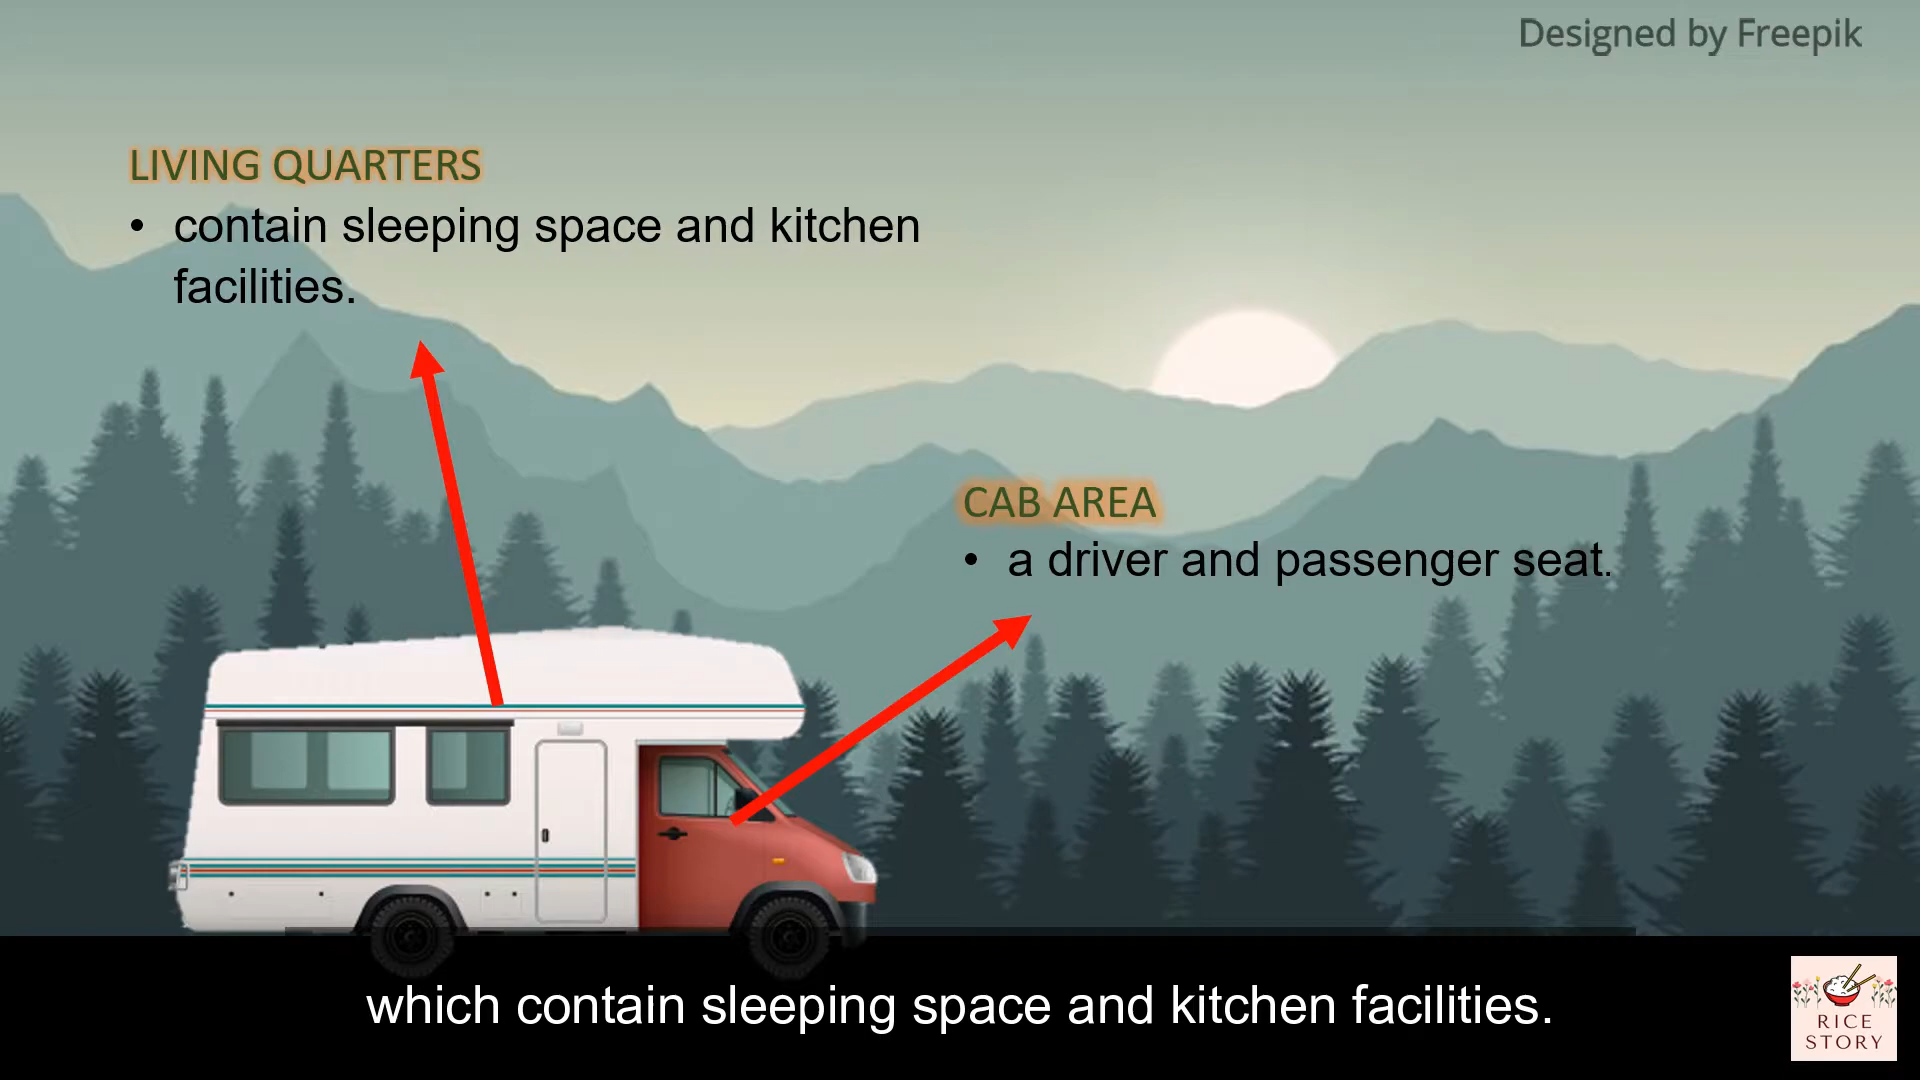 Designed by Freepik
LIVING QUARTERS
• contain sleeping space and kitchen
facilities.
CAB AREA
• a driver and passenger seat.
which contain sleeping space and kitchen facilities.
RICE
STORY